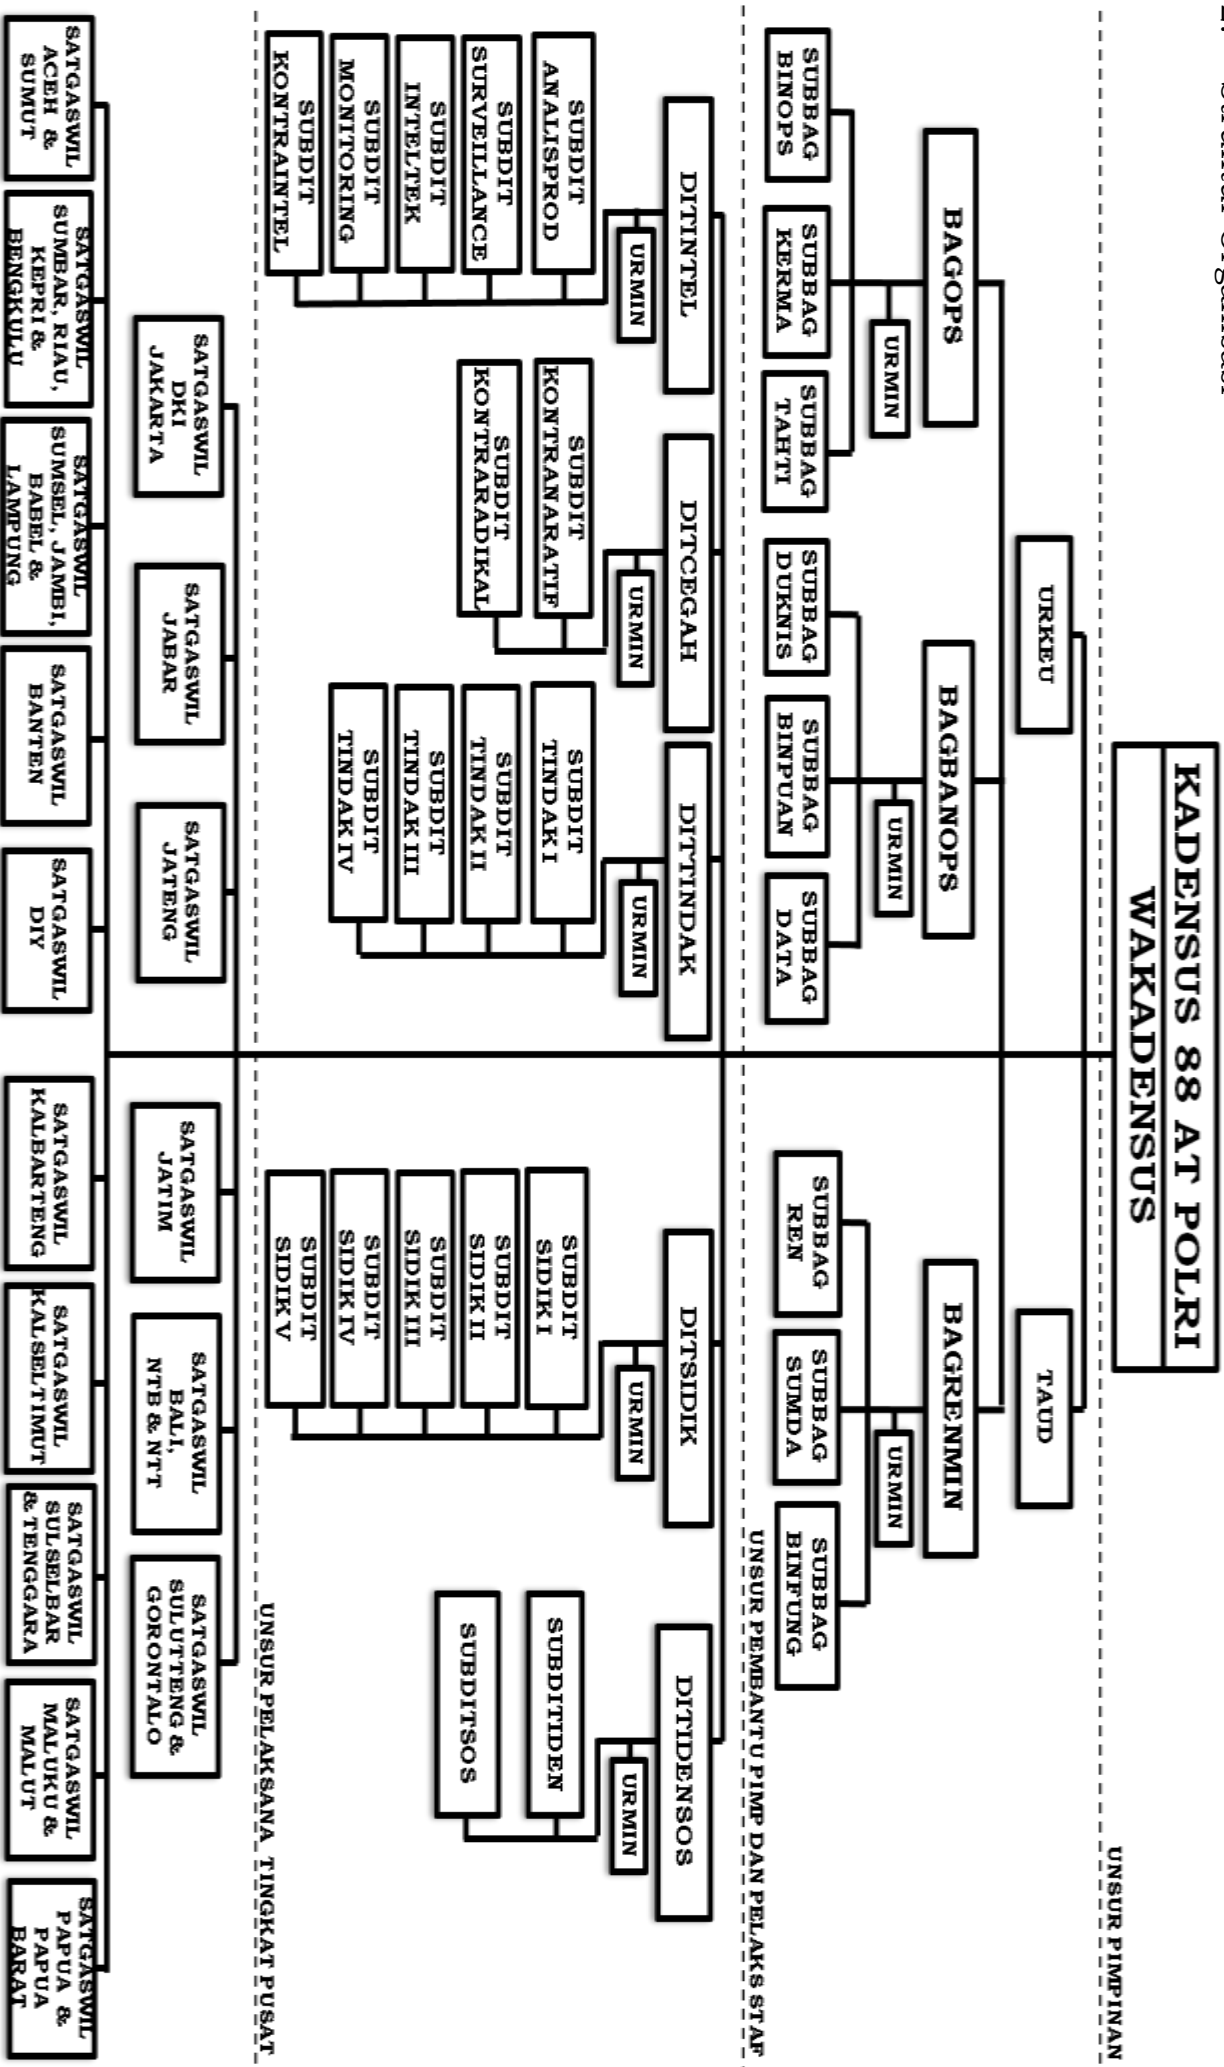 KADENSUS 88 AT POLRI
WAKADENSUS
UNSUR PIMPINAN
URKEU
TAUD
BAGOPS
BAGBANOPS
BAGRENMIN
URMIN
URMIN
URMIN
SUBBAG
BINOPS
SUBBAG
KERMA
SUBBAG
TAHTI
SUBBAG
DUKNIS
SUBBAG
BINPUAN
SUBBAG
DATA
SUBBAG
REN
SUBBAG
SUMDA
SUBBAG
BINFUNG
UNSUR PEMBANTU PIMP DAN PELAKS STAF
DITINTEL
DITCEGAH
DITTINDAK
DITSIDIK
DITIDENSOS
URMIN
URMIN
URMIN
URMIN
URMIN
SUBDIT
ANALISPROD
SUBDIT
SURVEILLANCE
SUBDIT
INTELTEK
SUBDIT
MONITORING
SUBDIT
KONTRAINTEL
SUBDIT
KONTRANARATIF
SUBDIT
KONTRARADIKAL
SUBDIT
TINDAK I
SUBDIT
TINDAK II
SUBDIT
TINDAK III
SUBDIT
TINDAK IV
SUBDIT
SIDIK I
SUBDIT
SIDIK II
SUBDIT
SIDIK III
SUBDIT
SIDIK IV
SUBDIT
SIDIK V
SUBDITIDEN
SUBDITSOS
UNSUR PELAKSANA TINGKAT PUSAT
SATGASWIL
DKI
JAKARTA
SATGASWIL
JABAR
SATGASWIL
JATENG
SATGASWIL
JATIM
SATGASWIL
BALI,
NTB & NTT
SATGASWIL
SULUTTENG &
GORONTALO
SATGASWIL
ACEH &
SUMUT
SATGASWIL
SUMBAR, RIAU,
KEPRI &
BENGKULU
SATGASWIL
SUMSEL, JAMBI,
BABEL &
LAMPUNG
SATGASWIL
BANTEN
SATGASWIL
DIY
SATGASWIL
KALBARTENG
SATGASWIL
KALSELTIMUT
SATGASWIL
SULSELBAR
& TENGGARA
SATGASWIL
MALUKU &
MALUT
SATGASWIL
PAPUA &
PAPUA
BARAT